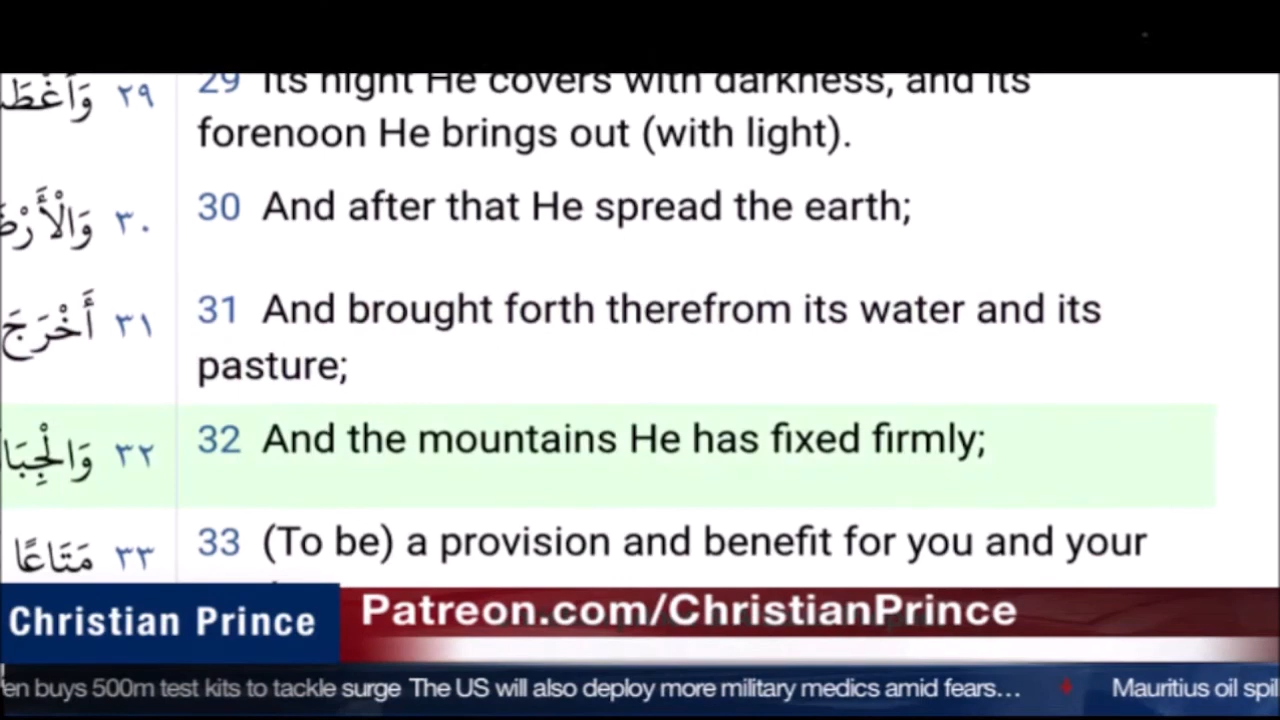 وَأَغْطَ ٢٩ 29 Its night He covers with darkness, and its
forenoon He brings out (with light).
وَالْأَرْضَ ٣٠ 30 And after that He spread the earth;
أَخْرَجَ ٣١ 31 And brought forth therefrom its water and its
pasture;
وَالْجِبَا ٣٢ 32 And the mountains He has fixed firmly;
مَتَاعًا ٣٣ 33 (To be) a provision and benefit for you and your
Christian Prince
Patreon.com/ChristianPrince
en buys 500m test kits to tackle surge The US will also deploy more military medics amid fears... Mauritius oil spil